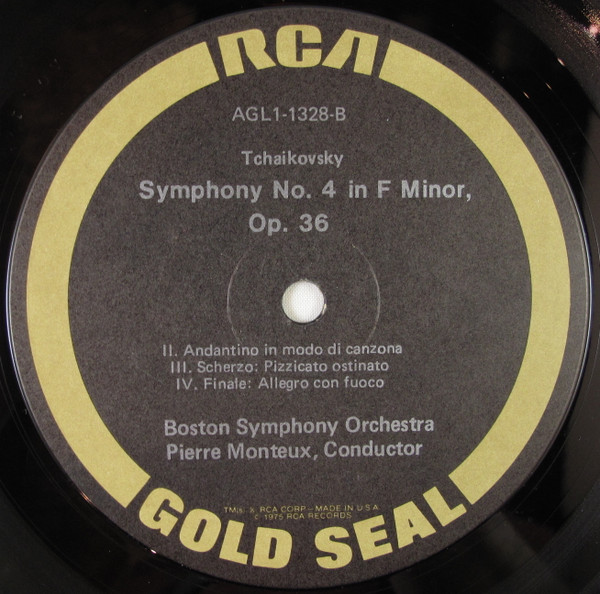 RCA
AGL1-1328-B
Tchaikovsky
Symphony No. 4 in F Minor,
Op. 36
II. Andantino in modo di canzona
III. Scherzo: Pizzicato ostinato
IV. Finale: Allegro con fuoco
Boston Symphony Orchestra
Pierre Monteux, Conductor
TM(s) ® RCA CORP—MADE IN U.S.A.
© 1975 RCA RECORDS
GOLD SEAL